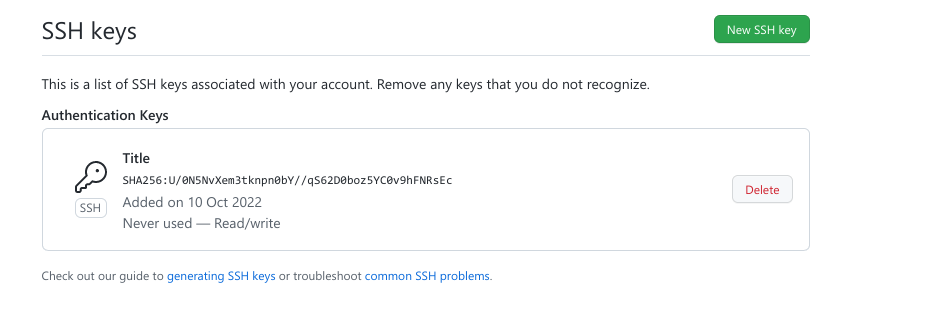 SSH keys
New SSH key
This is a list of SSH keys associated with your account. Remove any keys that you do not recognize.
Authentication Keys
Title
SHA256:U/0N5NvXem3tknpn0bY//qS62D0boz5YC0v9hFNRsEc
SSH
Added on 10 Oct 2022
Never used — Read/write
Delete
Check out our guide to generating SSH keys or troubleshoot common SSH problems.